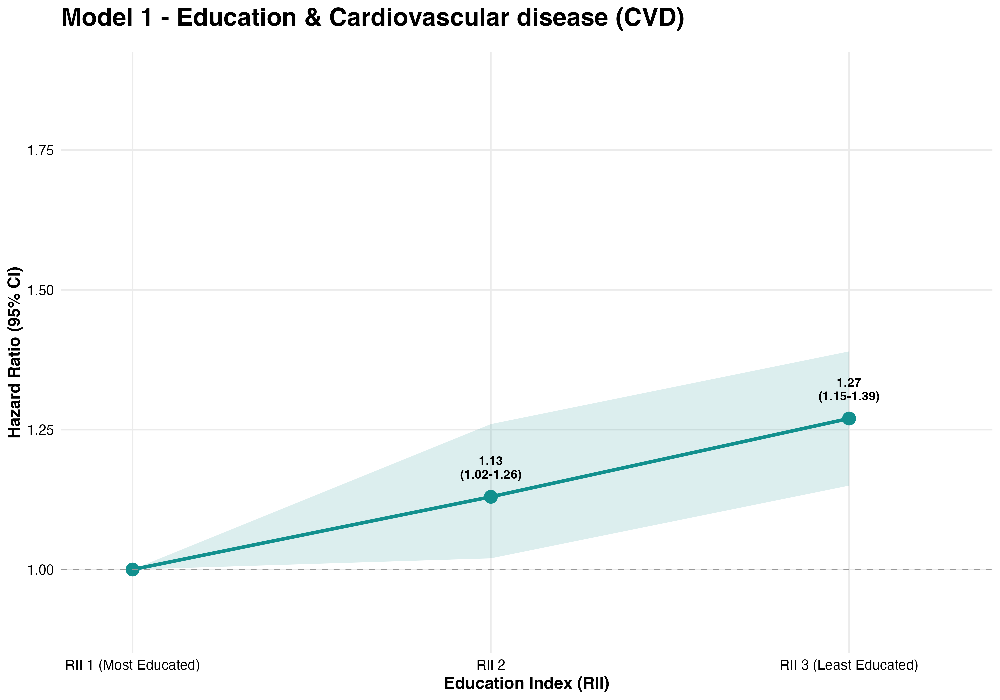 Model 1 - Education & Cardiovascular disease (CVD)
Hazard Ratio (95% CI)
1.75
1.50
1.25
1.00
1.27
(1.15-1.39)
1.13
(1.02-1.26)
RII 1 (Most Educated)
RII 2
RII 3 (Least Educated)
Education Index (RII)